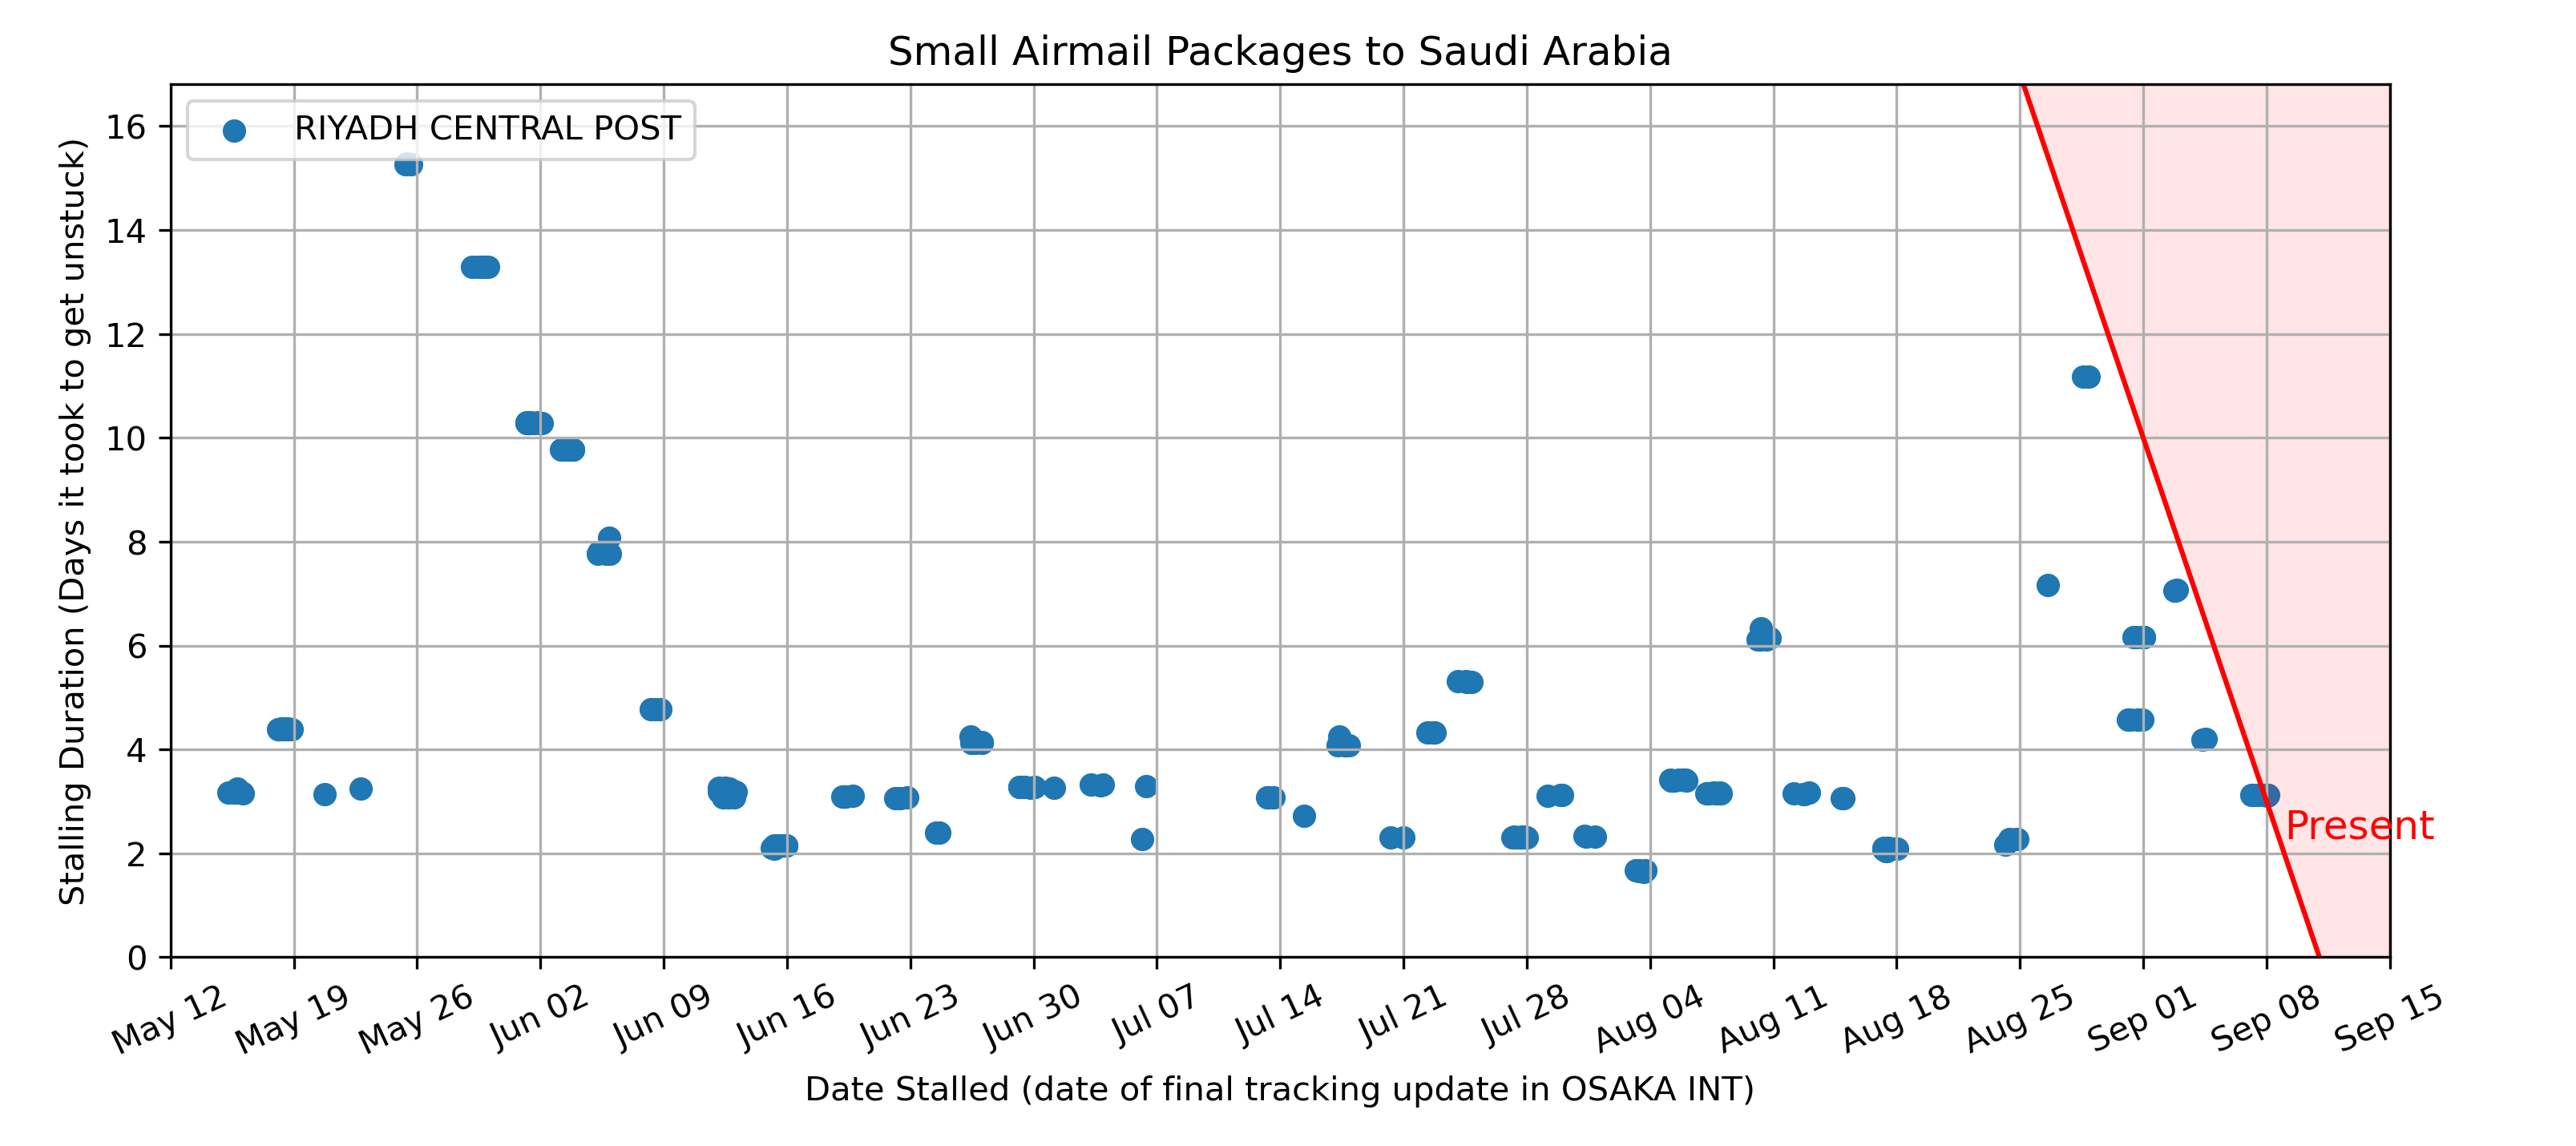 Small Airmail Packages to Saudi Arabia
RIYADH CENTRAL POST
Stalling Duration (Days it took to get unstuck)
16
14
12
10
8
6
4
2
0
Present
May 12
May 19
May 26
Jun 02
Jun 09
Jun 16
Jun 23
Jun 30
Jul 07
Jul 14
Jul 21
Jul 28
Aug 04
Aug 11
Aug 18
Aug 25
Sep 01
Sep 08
Sep 15
Date Stalled (date of final tracking update in OSAKA INT)